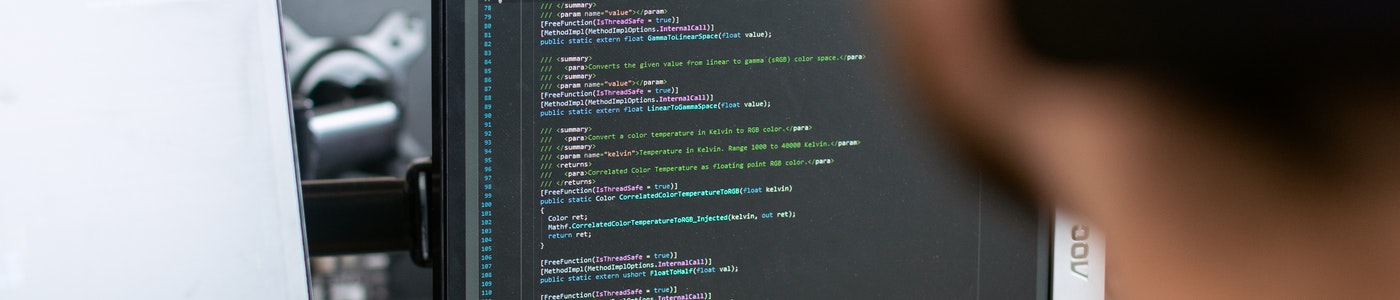 78 /// </summary>
79 /// <param name="value"></param>
80 [FreeFunction(IsThreadSafe = true)]
81 [MethodImpl(MethodImplOptions.InternalCall)]
82 public static extern float GammaToLinearSpace(float value);
83
84 /// <summary>
85 /// <para>Converts the given value from linear to gamma (sRGB) color space.</para>
86 /// </summary>
86 /// <param name="value"></param>
87 [FreeFunction(IsThreadSafe = true)]
88 [MethodImpl(MethodImplOptions.InternalCall)]
89 public static extern float LinearToGammaSpace(float value);
90
91
92 /// <summary>
93 /// <para>Convert a color temperature in Kelvin to RGB color.</para>
94 /// </summary>
95 /// <param name="kelvin">Temperature in Kelvin. Range 1000 to 40000 Kelvin.</param>
96 /// <returns>
97 /// <para>Correlated Color Temperature as floating point RGB color.</para>
98 /// </returns>
99 [FreeFunction(IsThreadSafe = true)]
100 public static Color CorrelatedColorTemperatureToRGB(float kelvin)
101 {
102 Color ret;
103 Mathf.CorrelatedColorTemperatureToRGB_Injected(kelvin, out ret);
104 return ret;
105 }
106
107 [FreeFunction(IsThreadSafe = true)]
108 [MethodImpl(MethodImplOptions.InternalCall)]
109 public static extern ushort FloatToHalf(float val);
110
[FreeFunction(IsThreadSafe = true)]
AOC